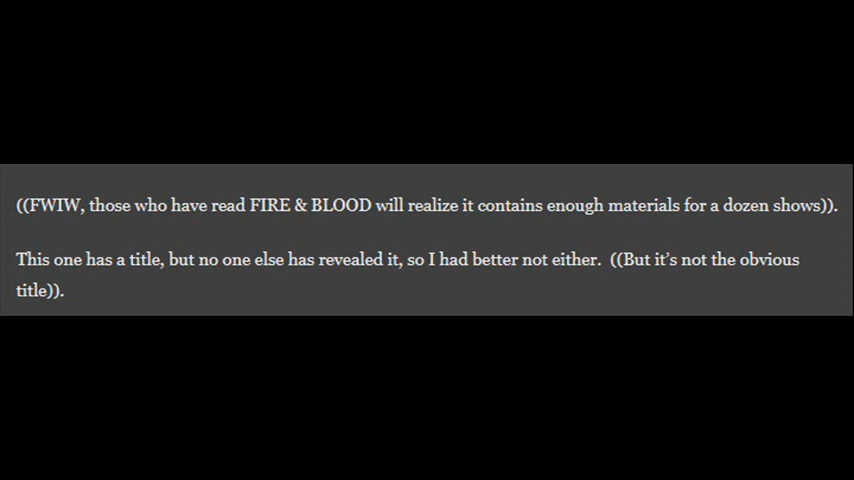 ((FWIW, those who have read FIRE & BLOOD will realize it contains enough materials for a dozen shows)).
This one has a title, but no one else has revealed it, so I had better not either.  ((But it’s not the obvious
title)).